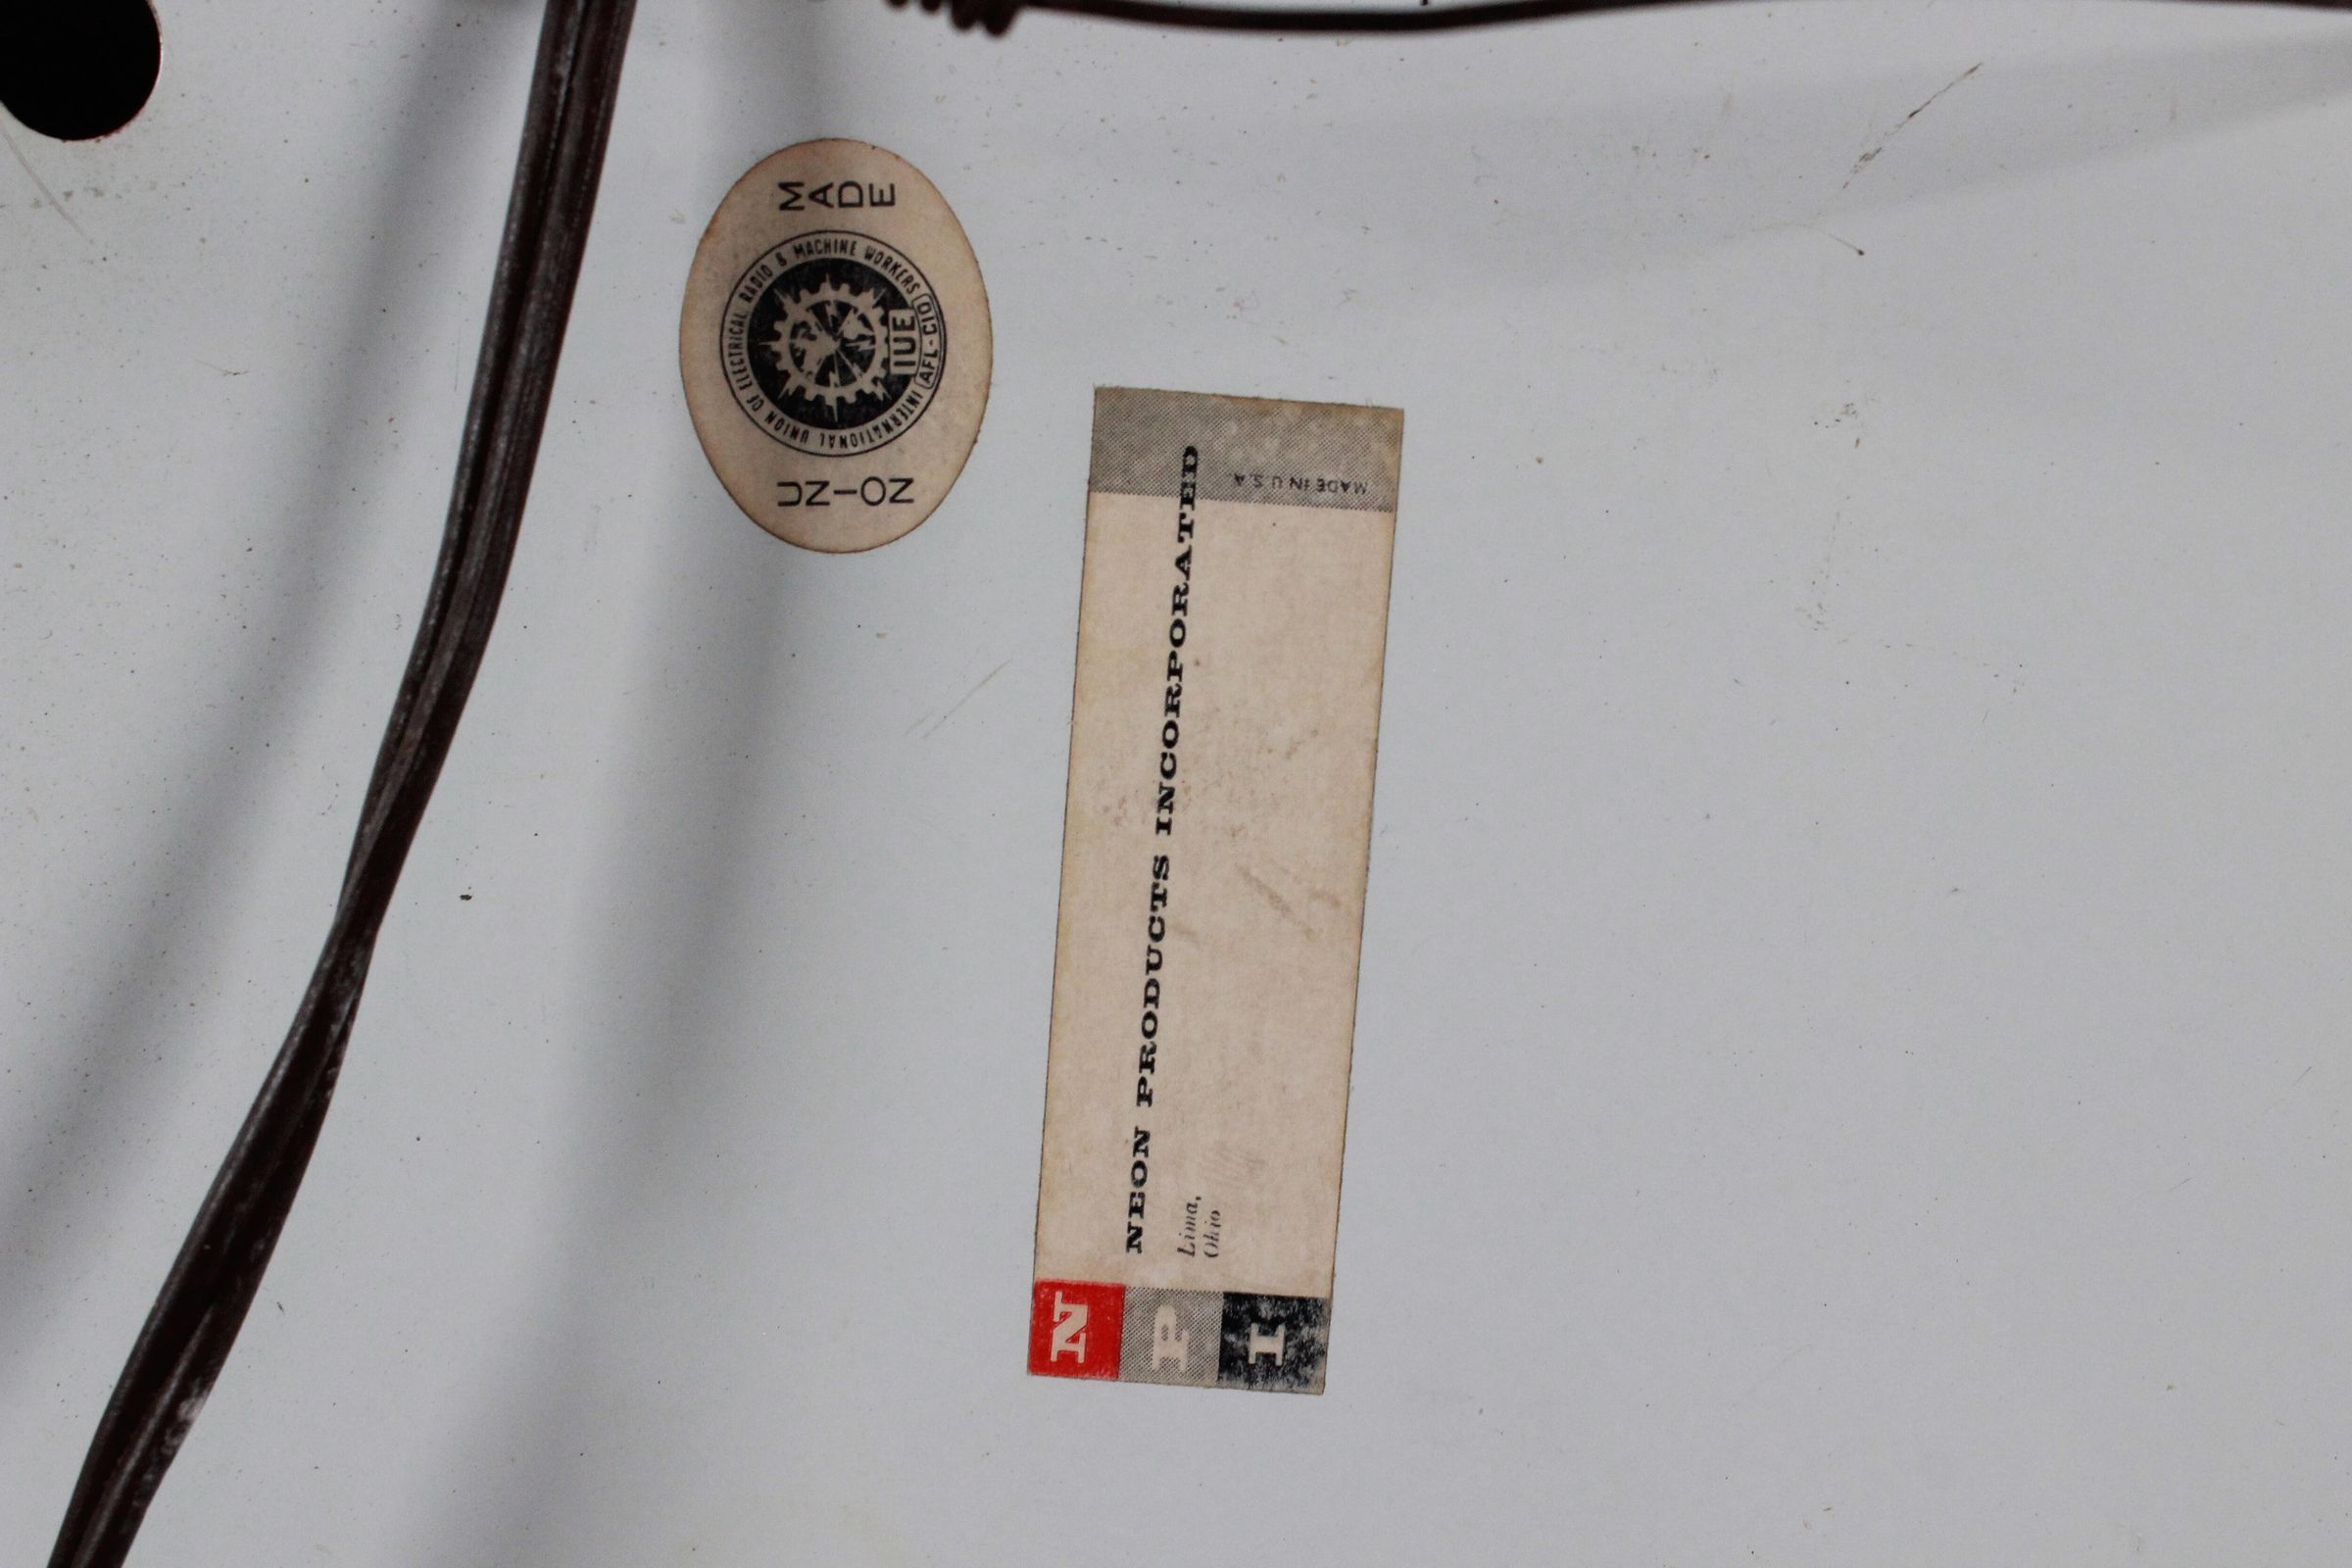 UNION
MADE
INTERNATIONAL UNION OF ELECTRICAL RADIO & MACHINE WORKERS
IUE
AFL-CIO
N
P
I
NEON PRODUCTS INCORPORATED
Lima,
Ohio
MADE IN U.S.A.